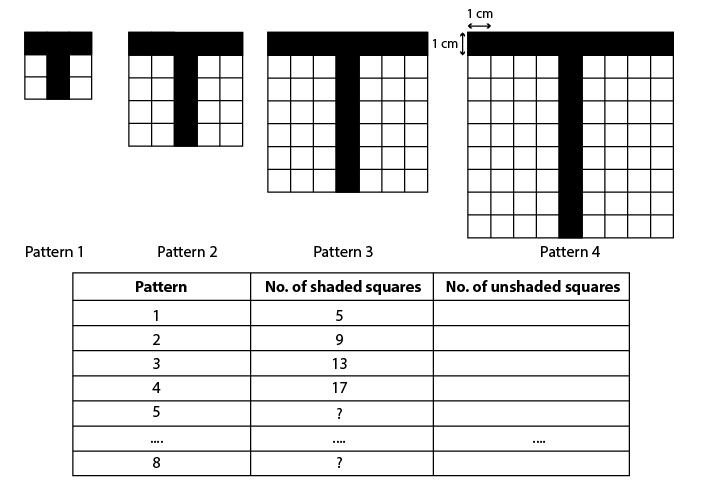 1 cm
1 cm
Pattern 1 Pattern 2 Pattern 3 Pattern 4
Pattern No. of shaded squares No. of unshaded squares
1 5
2 9
3 13
4 17
5 ?
.... .... ....
8 ?